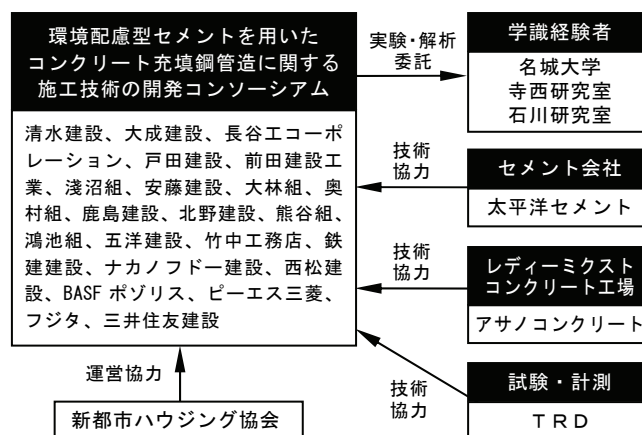 環境配慮型セメントを用いた
コンクリート充填鋼管造に関する
施工技術の開発コンソーシアム
清水建設、大成建設、長谷工コーポ
レーション、戸田建設、前田建設工
業、淺沼組、安藤建設、大林組、奥
村組、鹿島建設、北野建設、熊谷組、
鴻池組、五洋建設、竹中工務店、鉄
建建設、ナカノフドー建設、西松建
設、BASF ポゾリス、ピーエス三菱、
フジタ、三井住友建設
運営協力
新都市ハウジング協会
実験・解析
委託
学識経験者
名城大学
寺西研究室
石川研究室
技術
協力
セメント会社
太平洋セメント
技術
協力
レディーミクスト
コンクリート工場
アサノコンクリート
技術
協力
試験・計測
TRD